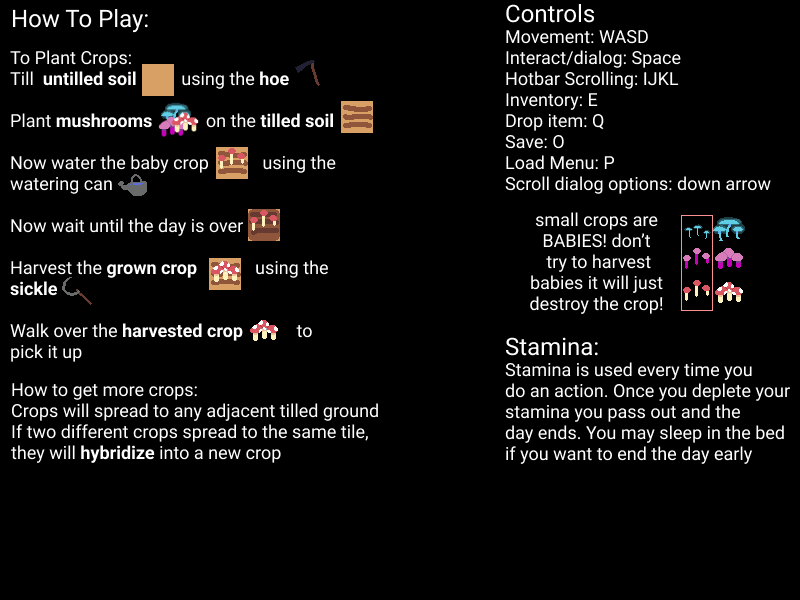 How To Play:
To Plant Crops:
Till untilled soil using the hoe
Plant mushrooms on the tilled soil
Now water the baby crop using the
watering can
Now wait until the day is over
Harvest the grown crop using the
sickle
Walk over the harvested crop to
pick it up
How to get more crops:
Crops will spread to any adjacent tilled ground
If two different crops spread to the same tile,
they will hybridize into a new crop
Controls
Movement: WASD
Interact/dialog: Space
Hotbar Scrolling: IJKL
Inventory: E
Drop item: Q
Save: O
Load Menu: P
Scroll dialog options: down arrow
small crops are
BABIES! don't
try to harvest
babies it will just
destroy the crop!
Stamina:
Stamina is used every time you
do an action. Once you deplete your
stamina you pass out and the
day ends. You may sleep in the bed
if you want to end the day early